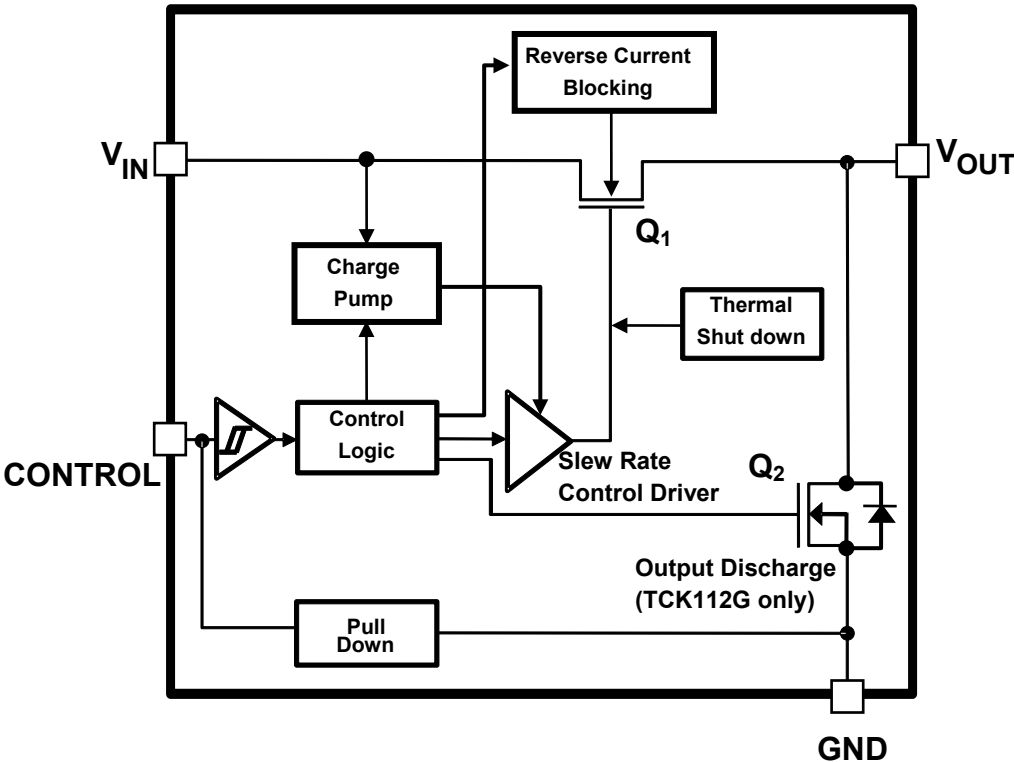 Reverse Current
Blocking
VIN
VOUT
Q1
Charge
Pump
Thermal
Shut down
Control
Logic
CONTROL
Slew Rate
Control Driver
Q2
Output Discharge
(TCK112G only)
Pull
Down
GND